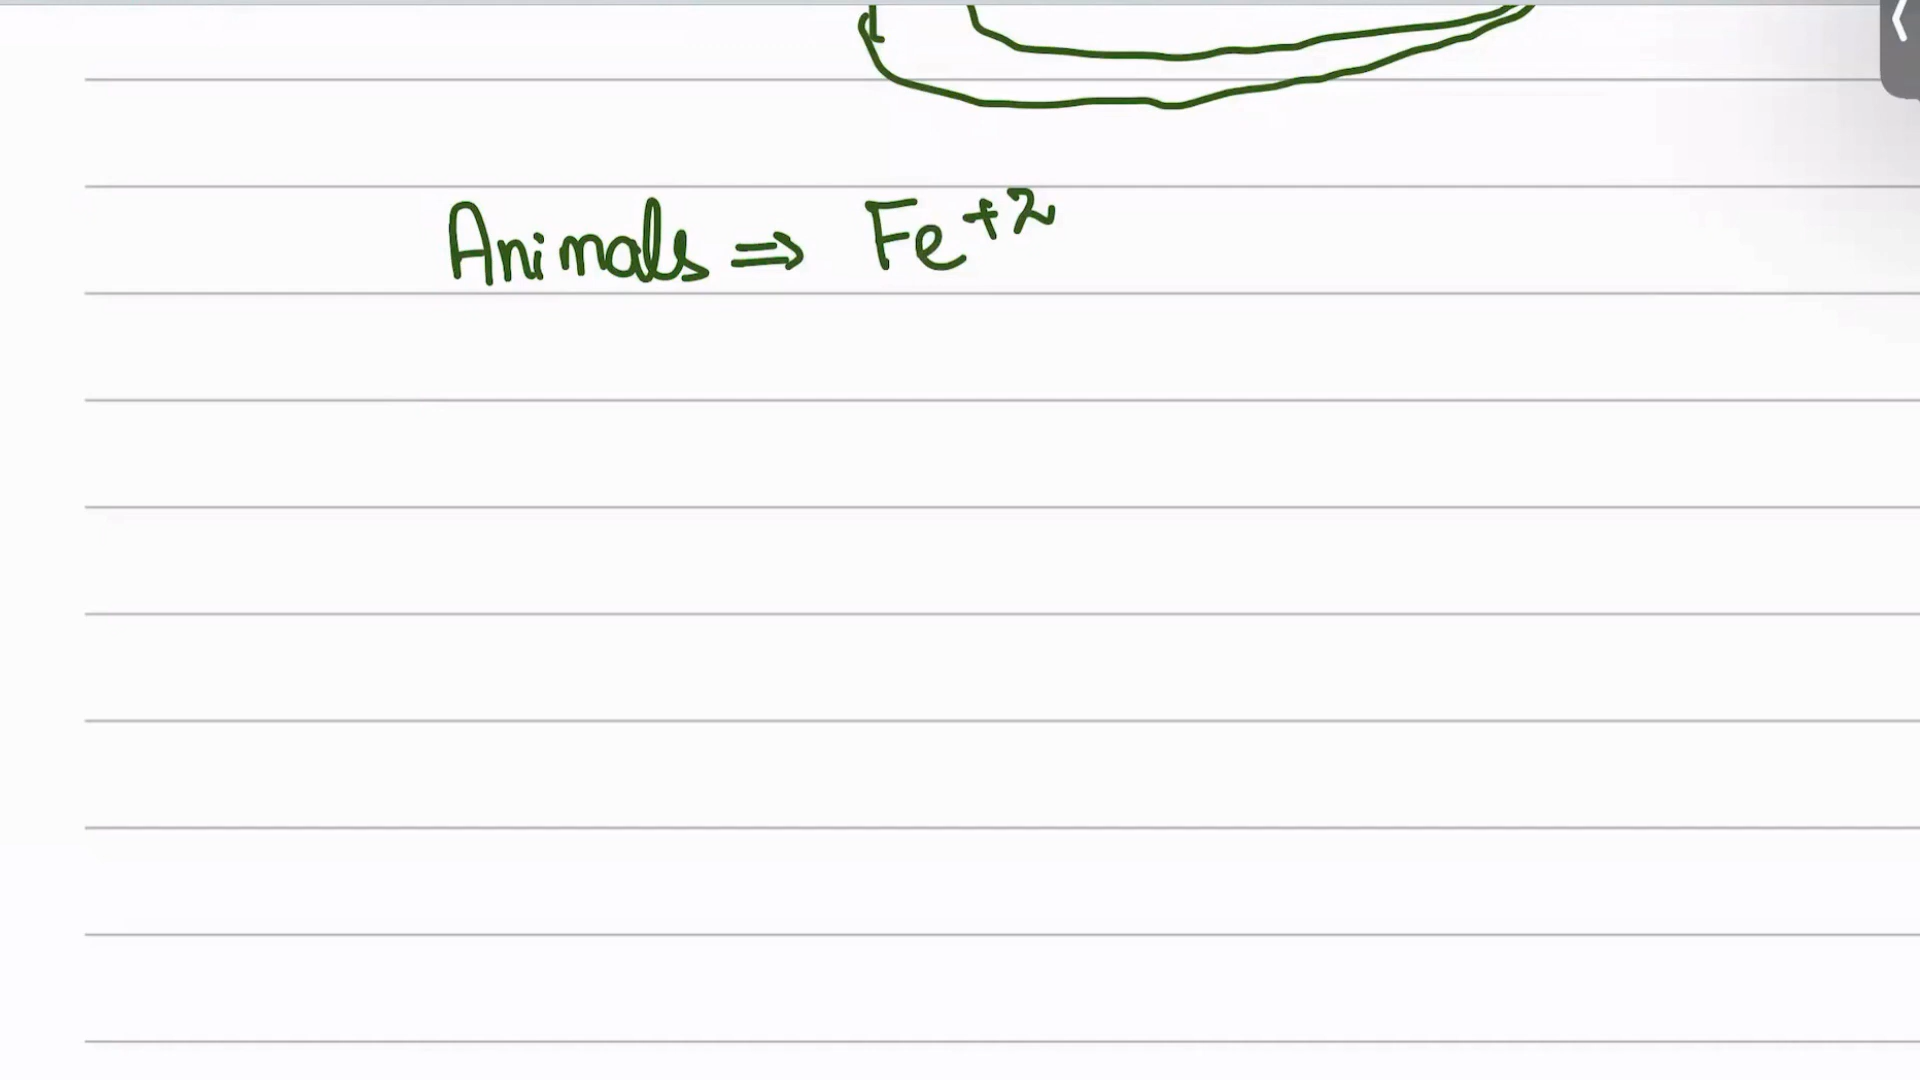 Animals ⇒ Fe⁺²